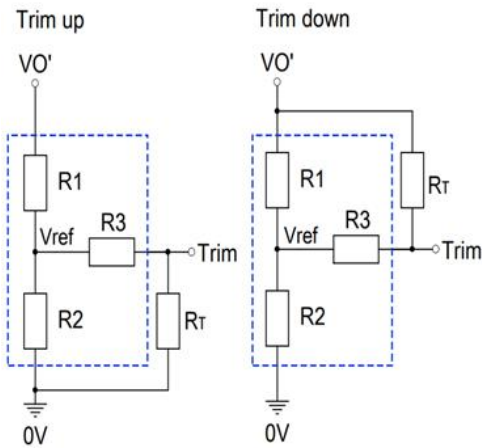 Trim up
VO'
R1
Vref
R3
Trim
R2
RT
0V
Trim down
VO'
R1
RT
Vref
R3
Trim
R2
0V